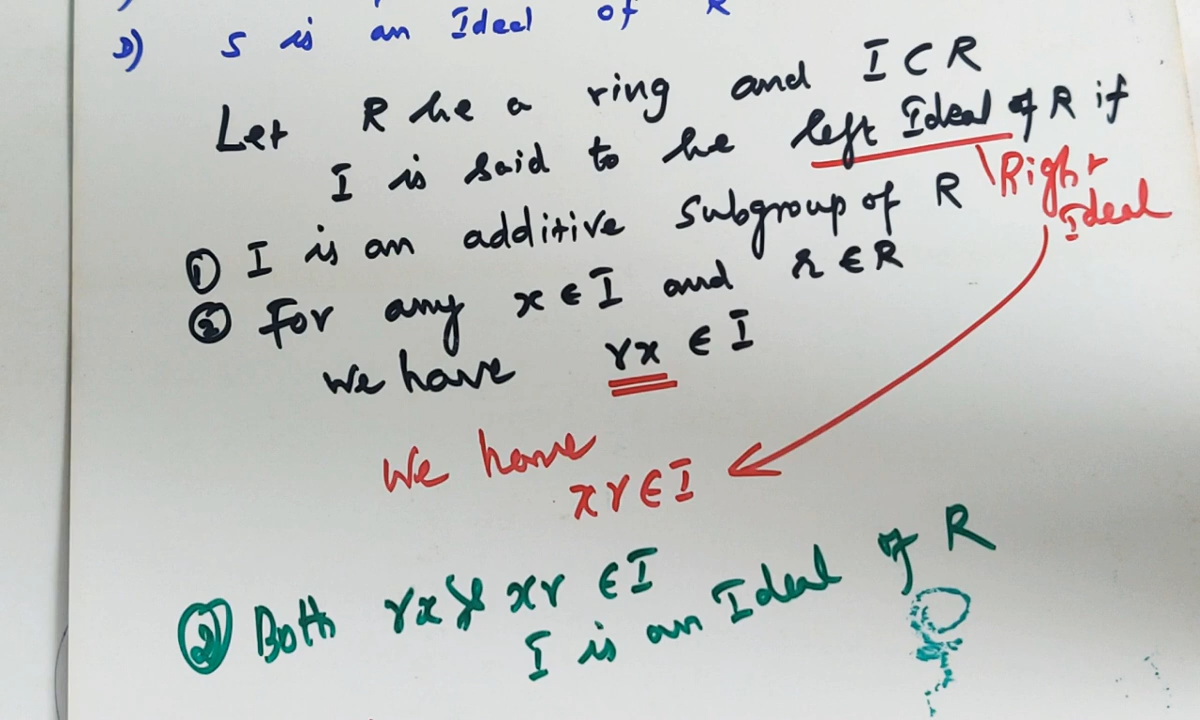 D) S is an Ideal of R
Let R be a ring and I ⊂ R
I is said to be left Ideal of R if
\ Right Ideal
① I is an additive Subgroup of R
② For any x ∈ I and r ∈ R
we have rx ∈ I
we have
xr ∈ I
② Both rx & xr ∈ I
I is an Ideal of R